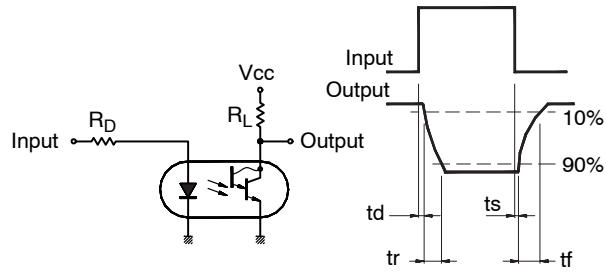 Input
R_D
Vcc
R_L
Output
Input
Output
10%
90%
td
ts
tr
tf